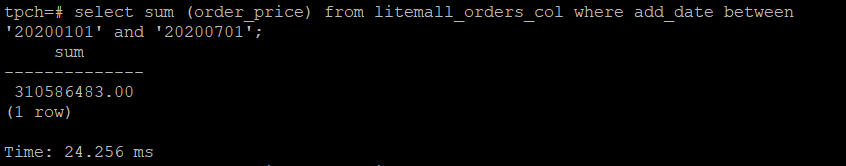 tpch=# select sum (order_price) from litemall_orders_col where add_date between
'20200101' and '20200701';
     sum
--------------
 310586483.00
(1 row)
Time: 24.256 ms